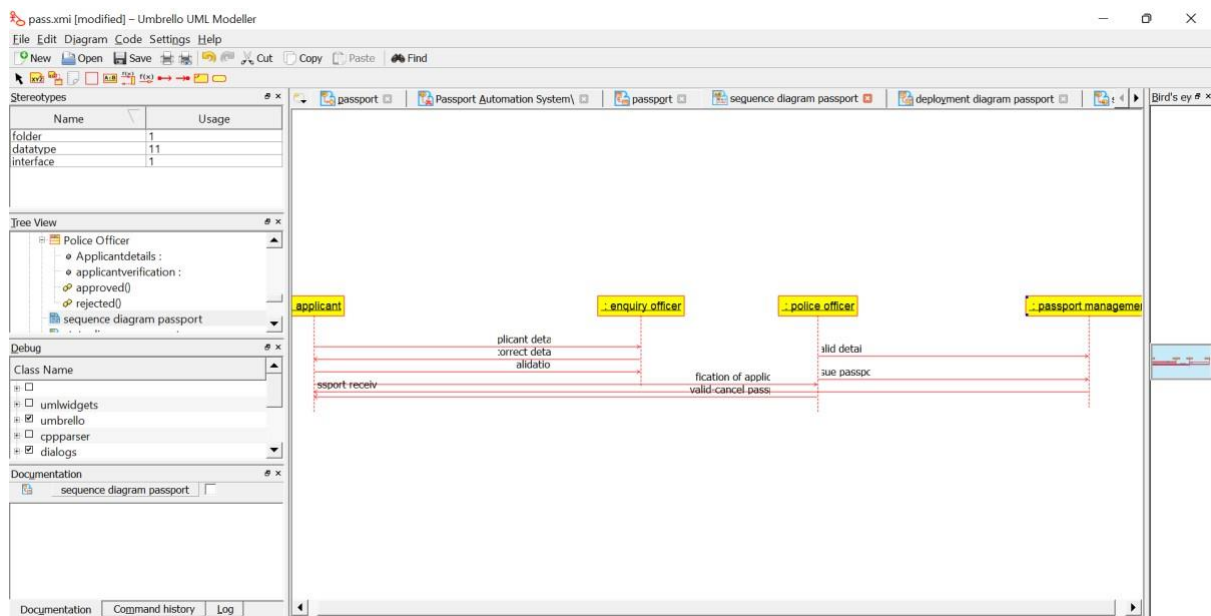 pass.xmi [modified] – Umbrello UML Modeller
File Edit Diagram Code Settings Help
New Open Save Cut Copy Paste Find
Stereotypes
Name Usage
folder 1
datatype 11
interface 1
Tree View
Police Officer
Applicantdetails :
applicantverification :
approved()
rejected()
sequence diagram passport
Debug
Class Name
umlwidgets
umbrello
cppparser
dialogs
Documentation
sequence diagram passport
Documentation Command history Log
passport Passport Automation System\ passport sequence diagram passport deployment diagram passport
Bird's ey
applicant : enquiry officer : police officer : passport managemer
plicant deta
correct deta
alid detai
alidatio
sue passpo
fication of applic
ssport receiv
valid-cancel pass